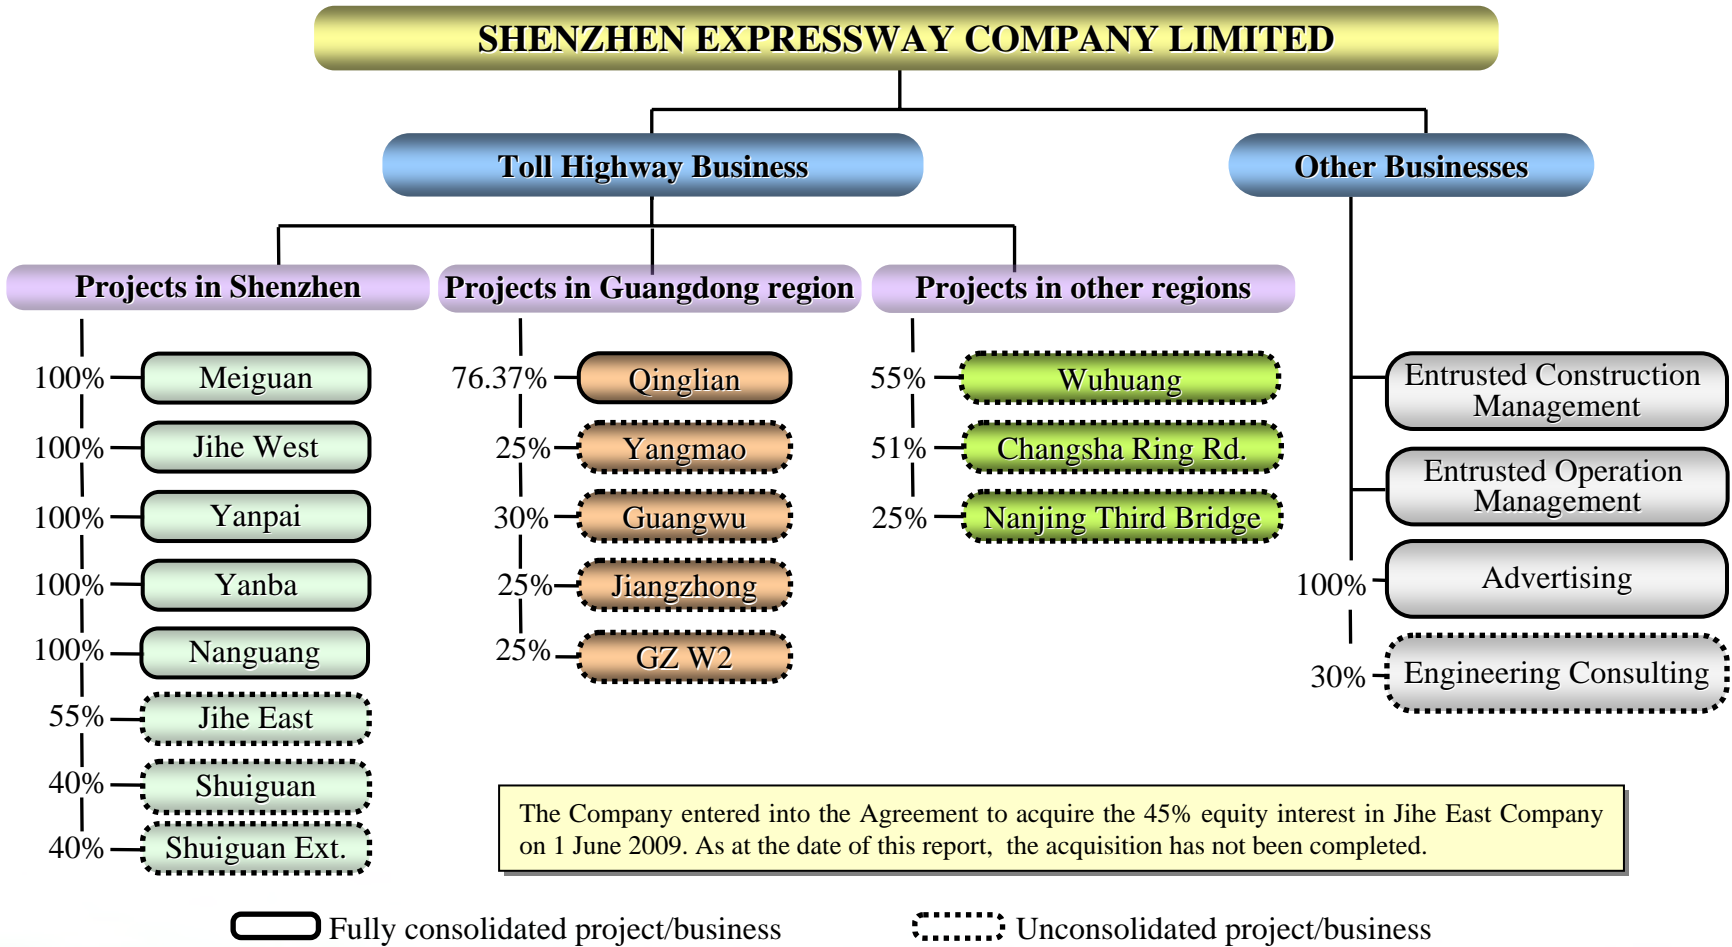 SHENZHEN EXPRESSWAY COMPANY LIMITED
Toll Highway Business
Other Businesses
Projects in Shenzhen
Projects in Guangdong region
Projects in other regions
100% Meiguan
100% Jihe West
100% Yanpai
100% Yanba
100% Nanguang
55% Jihe East
40% Shuiguan
40% Shuiguan Ext.
76.37% Qinglian
25% Yangmao
30% Guangwu
25% Jiangzhong
25% GZ W2
55% Wuhuang
51% Changsha Ring Rd.
25% Nanjing Third Bridge
Entrusted Construction
Management
Entrusted Operation
Management
100% Advertising
30% Engineering Consulting
The Company entered into the Agreement to acquire the 45% equity interest in Jihe East Company
on 1 June 2009. As at the date of this report, the acquisition has not been completed.
Fully consolidated project/business
Unconsolidated project/business